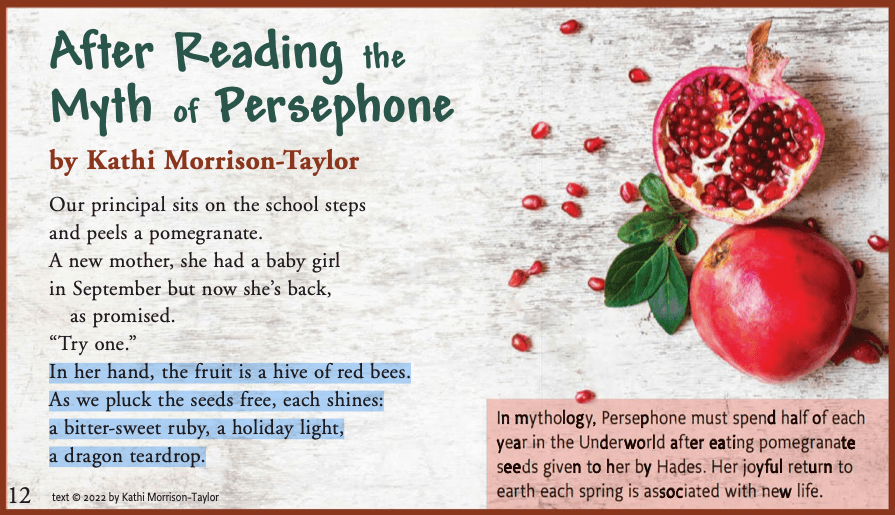 After Reading the
Myth of Persephone
by Kathi Morrison-Taylor
Our principal sits on the school steps
and peels a pomegranate.
A new mother, she had a baby girl
in September but now she’s back,
as promised.
“Try one.”
In her hand, the fruit is a hive of red bees.
As we pluck the seeds free, each shines:
a bitter-sweet ruby, a holiday light,
a dragon teardrop.
In mythology, Persephone must spend half of each
year in the Underworld after eating pomegranate
seeds given to her by Hades. Her joyful return to
earth each spring is associated with new life.
12 text © 2022 by Kathi Morrison-Taylor